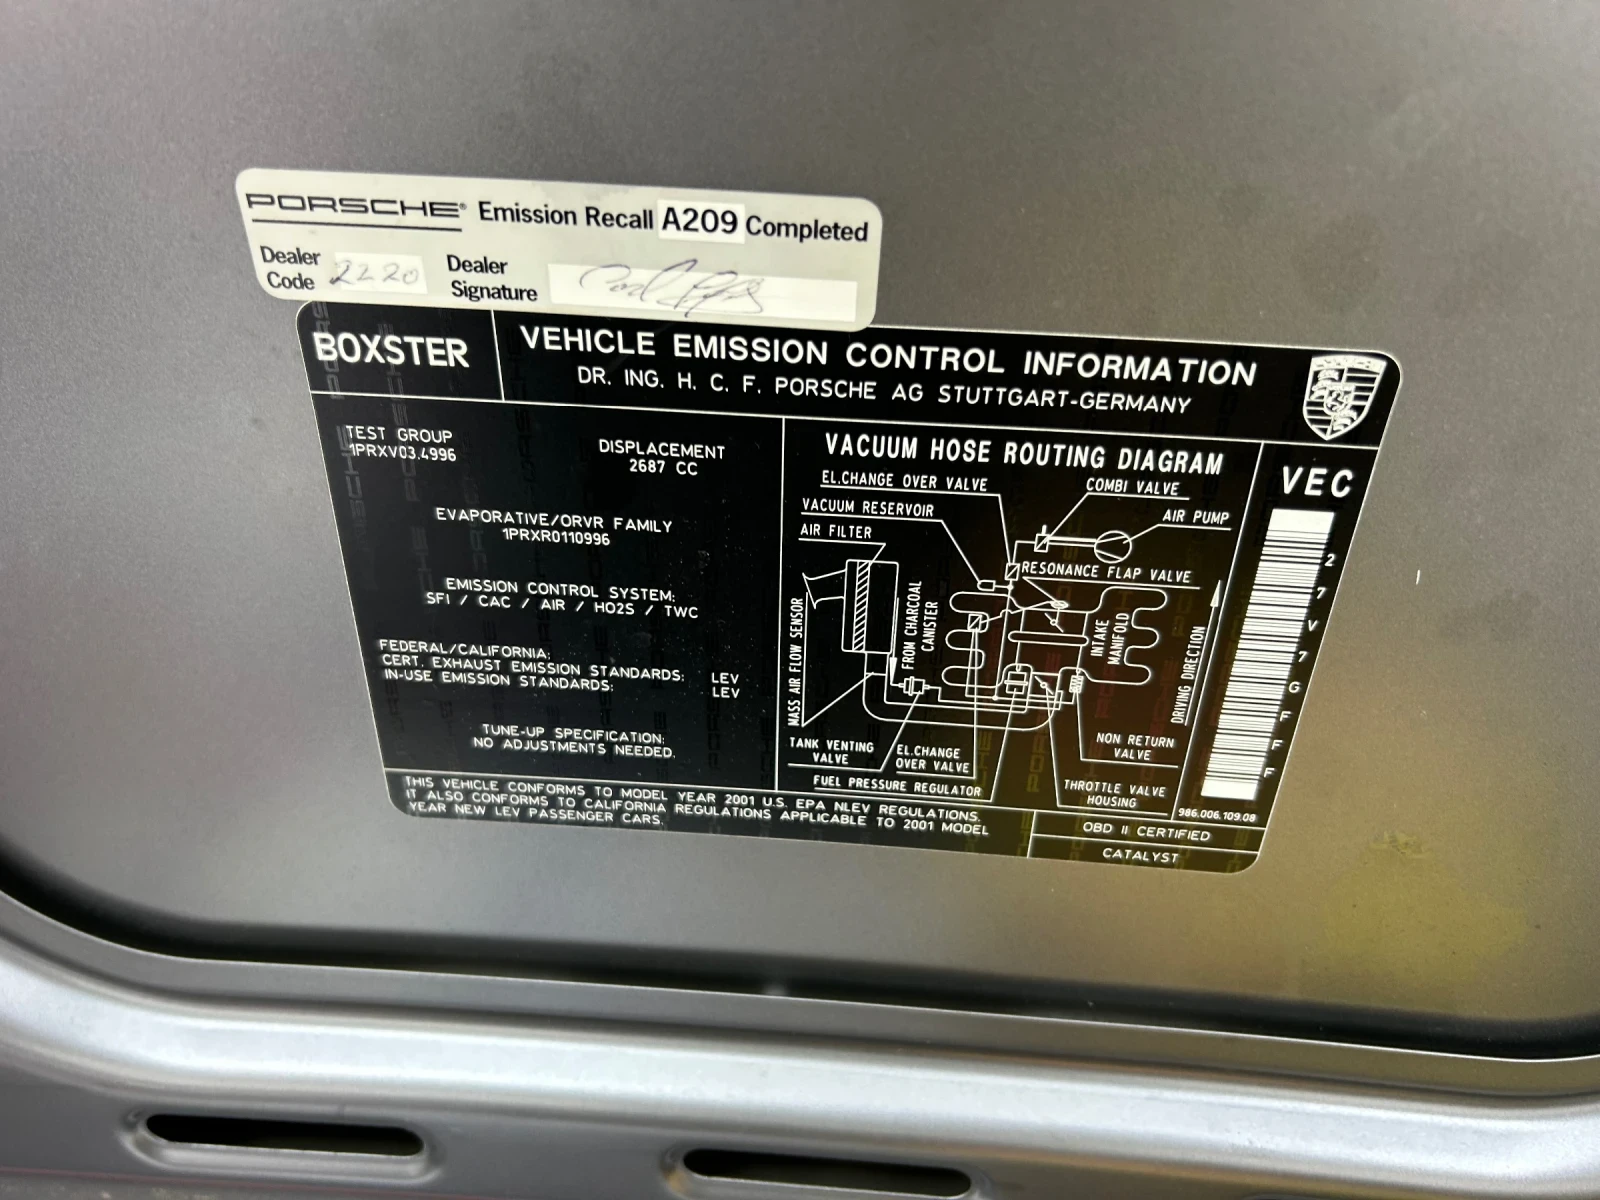 PORSCHE® Emission Recall A209 Completed
Dealer Code 2220 Dealer Signature
BOXSTER
VEHICLE EMISSION CONTROL INFORMATION
DR. ING. H. C. F. PORSCHE AG STUTTGART-GERMANY
TEST GROUP
1PRXV03.4996
DISPLACEMENT
2687 CC
EVAPORATIVE/ORVR FAMILY
1PRXR0110996
EMISSION CONTROL SYSTEM:
SFI / CAC / AIR / HO2S / TWC
FEDERAL/CALIFORNIA:
CERT. EXHAUST EMISSION STANDARDS: LEV
IN-USE EMISSION STANDARDS: LEV
TUNE-UP SPECIFICATION:
NO ADJUSTMENTS NEEDED.
VACUUM HOSE ROUTING DIAGRAM
EL.CHANGE OVER VALVE
COMBI VALVE
VACUUM RESERVOIR
AIR PUMP
AIR FILTER
RESONANCE FLAP VALVE
MASS AIR FLOW SENSOR
FROM CHARCOAL
CANISTER
INTAKE
MANIFOLD
DRIVING DIRECTION
TANK VENTING
VALVE
EL.CHANGE
OVER VALVE
NON RETURN
VALVE
FUEL PRESSURE REGULATOR
THROTTLE VALVE
HOUSING
VEC
27V7GFFF
986.006.109.08
THIS VEHICLE CONFORMS TO MODEL YEAR 2001 U.S. EPA NLEV REGULATIONS.
IT ALSO CONFORMS TO CALIFORNIA REGULATIONS APPLICABLE TO 2001 MODEL
YEAR NEW LEV PASSENGER CARS.
OBD II CERTIFIED
CATALYST